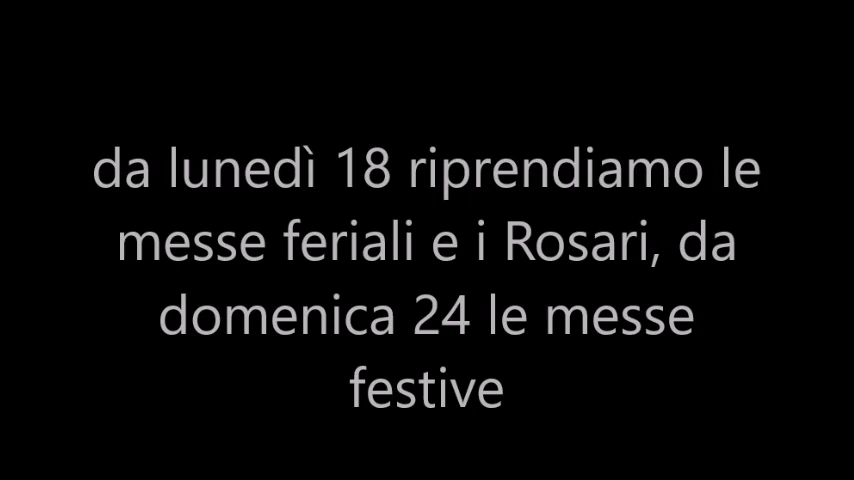 da lunedì 18 riprendiamo le
messe feriali e i Rosari, da
domenica 24 le messe
festive